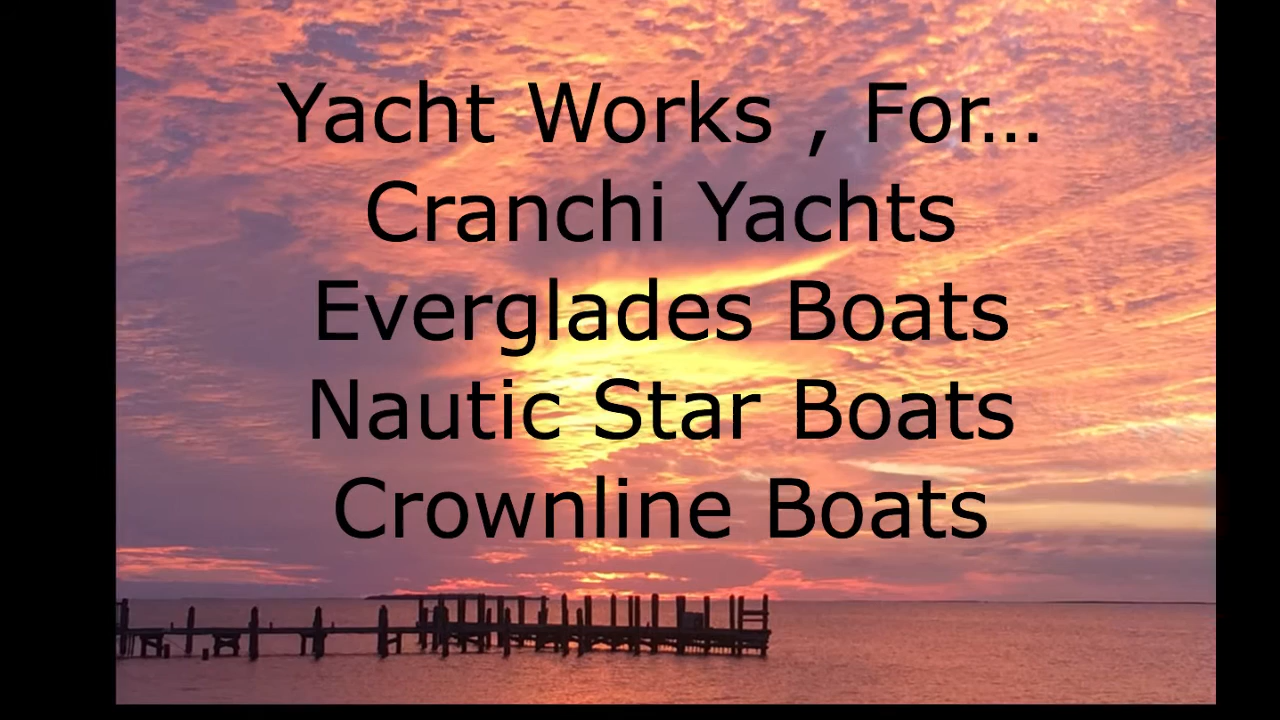 Yacht Works , For...
Cranchi Yachts
Everglades Boats
Nautic Star Boats
Crownline Boats